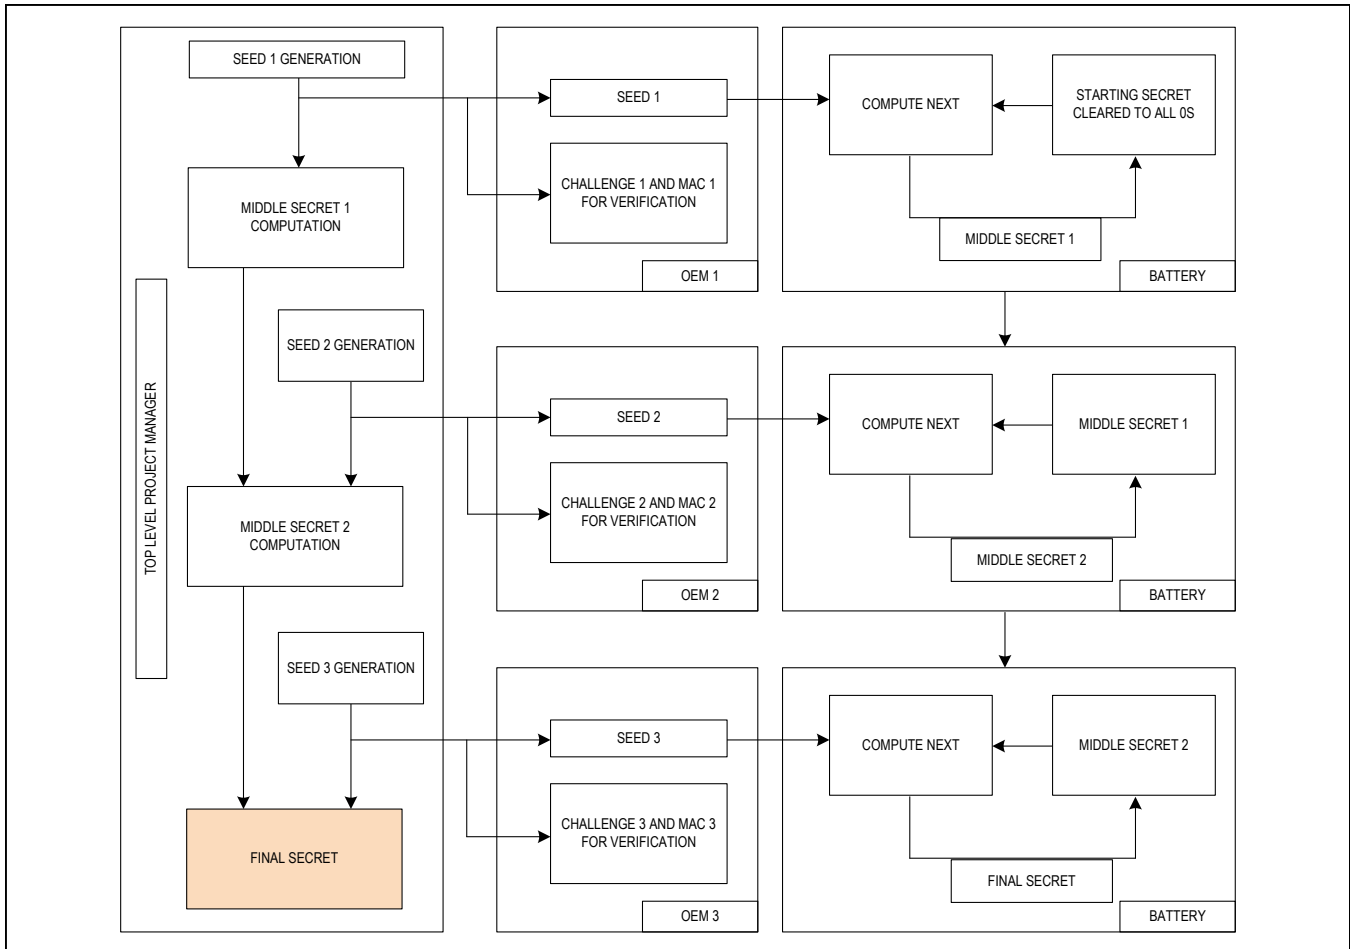 SEED 1 GENERATION
MIDDLE SECRET 1
COMPUTATION
SEED 2 GENERATION
TOP LEVEL PROJECT MANAGER
MIDDLE SECRET 2
COMPUTATION
SEED 3 GENERATION
FINAL SECRET
SEED 1
CHALLENGE 1 AND MAC 1
FOR VERIFICATION
OEM 1
COMPUTE NEXT
STARTING SECRET
CLEARED TO ALL 0S
MIDDLE SECRET 1
BATTERY
SEED 2
CHALLENGE 2 AND MAC 2
FOR VERIFICATION
OEM 2
COMPUTE NEXT
MIDDLE SECRET 1
MIDDLE SECRET 2
BATTERY
SEED 3
CHALLENGE 3 AND MAC 3
FOR VERIFICATION
OEM 3
COMPUTE NEXT
MIDDLE SECRET 2
FINAL SECRET
BATTERY